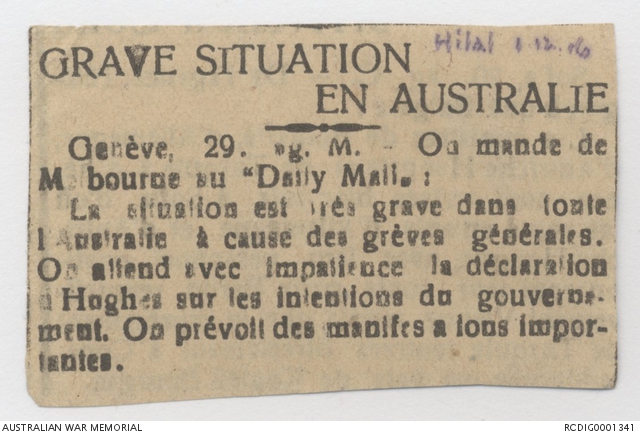 Hilal 1.12.16
GRAVE SITUATION
EN AUSTRALIE
Genève, 29. ag. M. - On mande de
Melbourne au "Daily Mail„ :
La situation est très grave dans toute
l'Australie à cause des grèves générales.
On attend avec impatience la déclaration
d'Hughes sur les intentions du gouverne-
ment. On prévoit des manifestations impor-
tantes.
AUSTRALIAN WAR MEMORIAL
RCDIG0001341